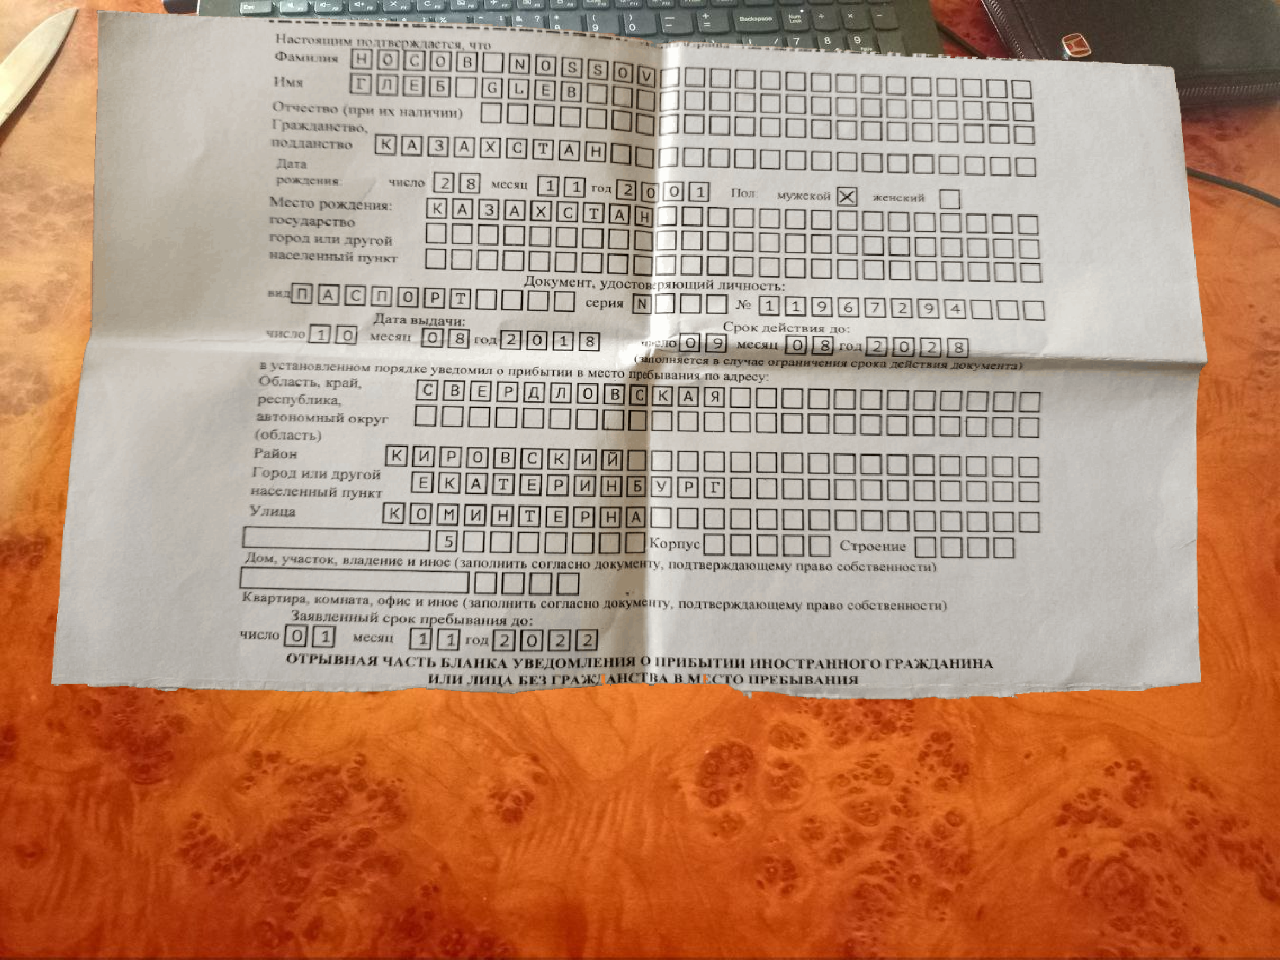 Настоящим подтверждается, что
Фамилия НОСОВ NOSSOV
Имя ГЛЕБ GLEB
Отчество (при их наличии)
Гражданство,
подданство КАЗАХСТАН
Дата
рождения: число 28 месяц 11 год 2001 Пол: мужской X женский
Место рождения: КАЗАХСТАН
государство
город или другой
населенный пункт
Документ, удостоверяющий личность:
вид ПАСПОРТ серия N № 11967294
Дата выдачи: Срок действия до:
число 10 месяц 08 год 2018 число 09 месяц 08 год 2028
(заполняется в случае ограничения срока действия документа)
в установленном порядке уведомил о прибытии в место пребывания по адресу:
Область, край, СВЕРДЛОВСКАЯ
республика,
автономный округ
(область)
Район КИРОВСКИЙ
Город или другой ЕКАТЕРИНБУРГ
населенный пункт
Улица КОМИНТЕРНА
5 Корпус Строение
Дом, участок, владение и иное (заполнить согласно документу, подтверждающему право собственности)
Квартира, комната, офис и иное (заполнить согласно документу, подтверждающему право собственности)
Заявленный срок пребывания до:
число 01 месяц 11 год 2022
ОТРЫВНАЯ ЧАСТЬ БЛАНКА УВЕДОМЛЕНИЯ О ПРИБЫТИИ ИНОСТРАННОГО ГРАЖДАНИНА
ИЛИ ЛИЦА БЕЗ ГРАЖДАНСТВА В МЕСТО ПРЕБЫВАНИЯ